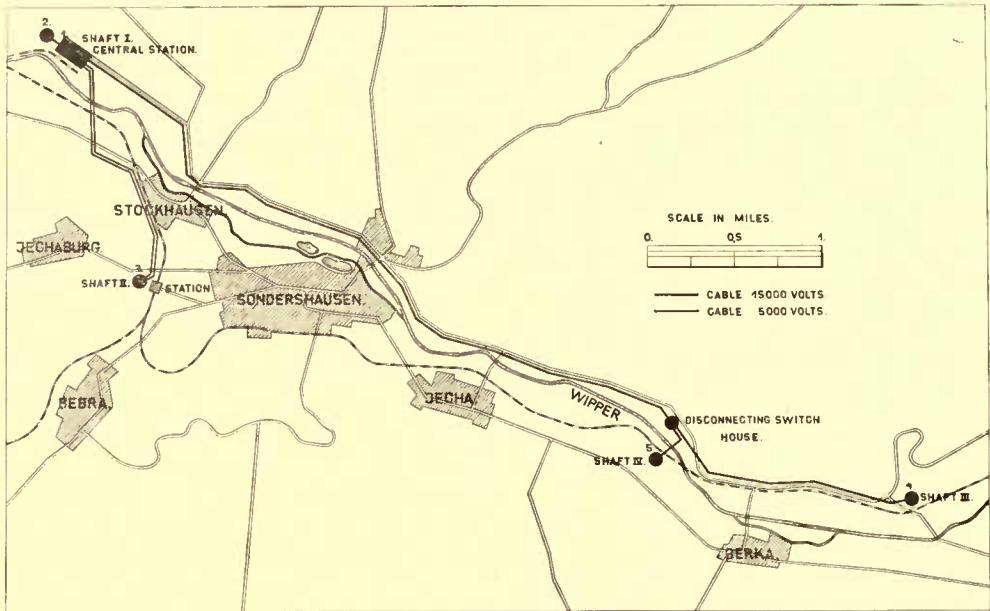 2.
1.
SHAFT I.
CENTRAL STATION.
STOCKHAUSEN.
JECHABURG.
3.
SHAFT II.
STATION
SONDERSHAUSEN.
SCALE IN MILES.
0. 0,5 1.
CABLE 15000 VOLTS.
CABLE 5000 VOLTS.
BEBRA.
JECHA.
WIPPER
DISCONNECTING SWITCH
HOUSE.
5.
SHAFT IV.
4.
SHAFT III.
BERKA.